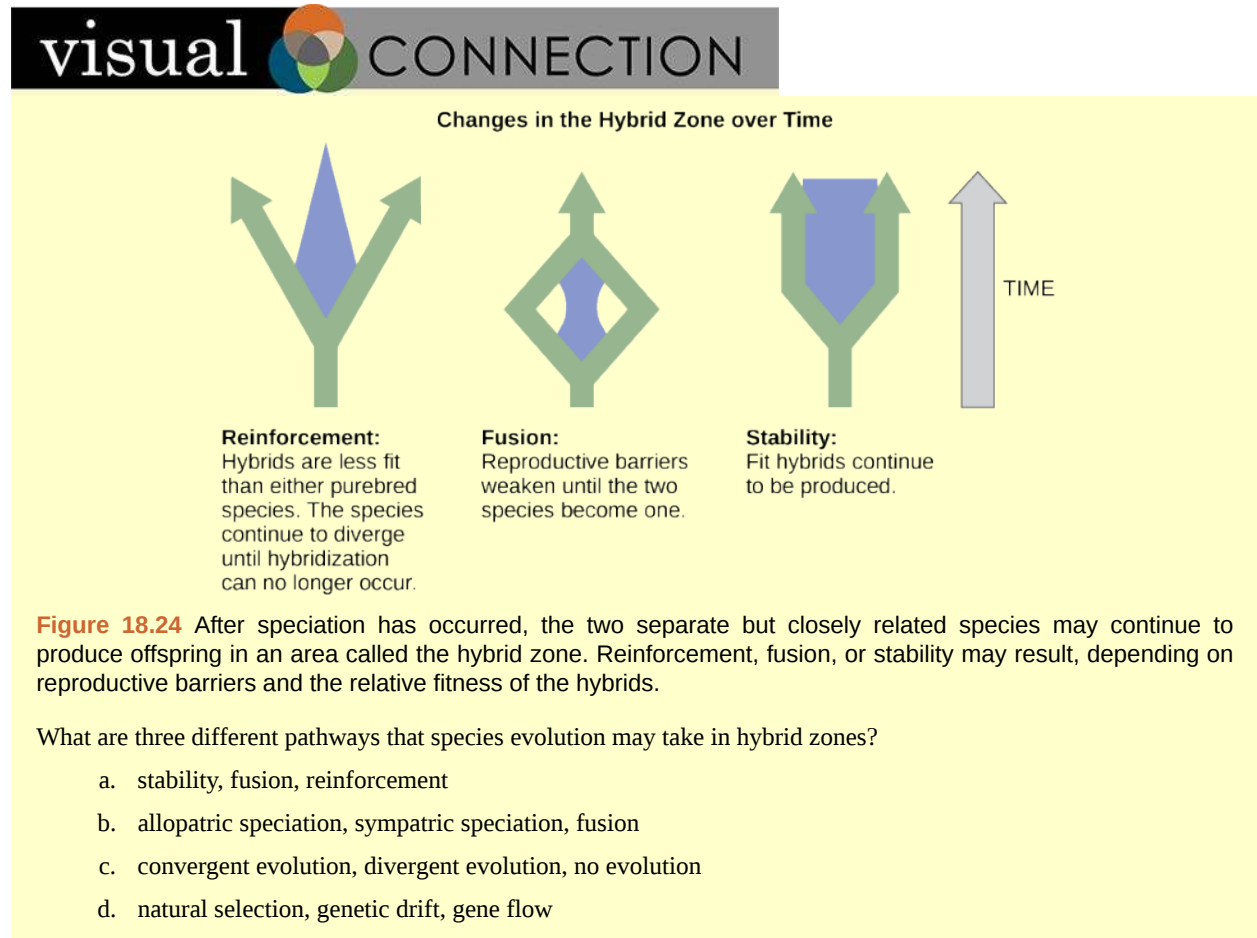 visual CONNECTION
Changes in the Hybrid Zone over Time
TIME
Reinforcement:
Hybrids are less fit
than either purebred
species. The species
continue to diverge
until hybridization
can no longer occur.
Fusion:
Reproductive barriers
weaken until the two
species become one.
Stability:
Fit hybrids continue
to be produced.
Figure 18.24 After speciation has occurred, the two separate but closely related species may continue to
produce offspring in an area called the hybrid zone. Reinforcement, fusion, or stability may result, depending on
reproductive barriers and the relative fitness of the hybrids.
What are three different pathways that species evolution may take in hybrid zones?
a. stability, fusion, reinforcement
b. allopatric speciation, sympatric speciation, fusion
c. convergent evolution, divergent evolution, no evolution
d. natural selection, genetic drift, gene flow